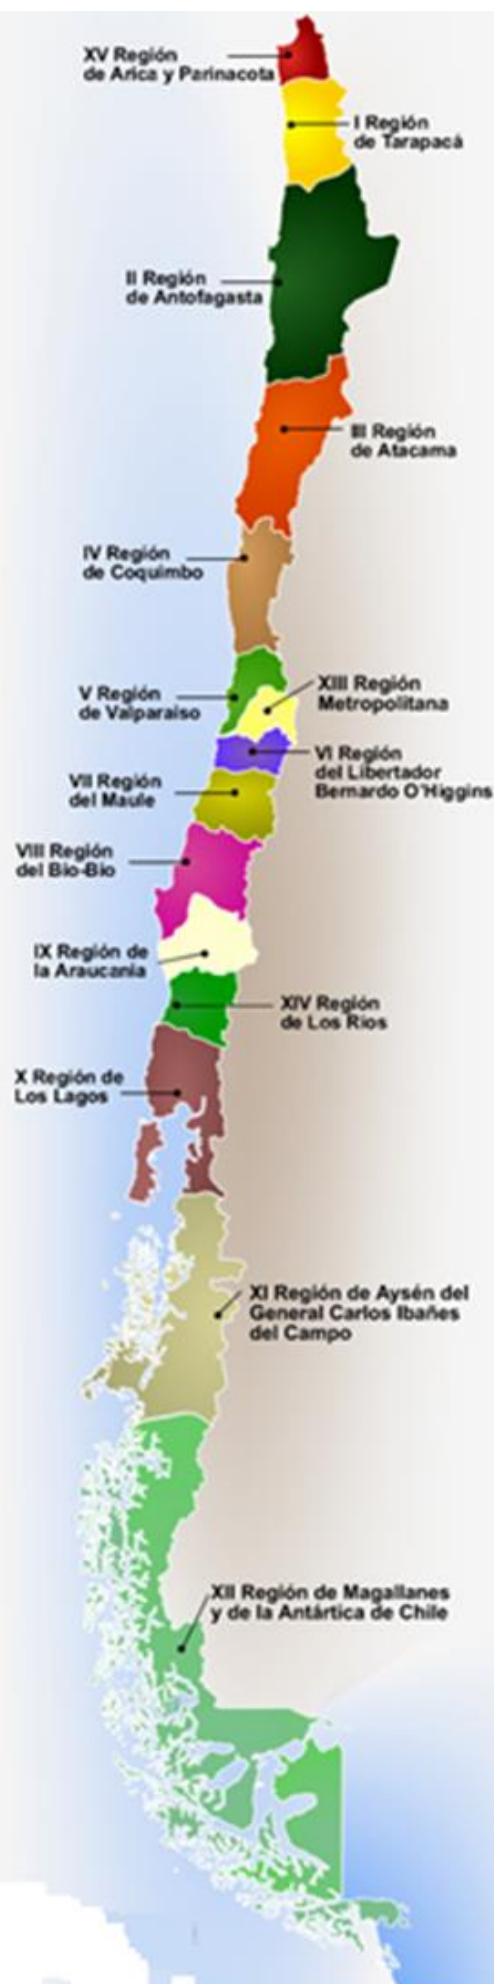 XV Región
de Arica y Parinacota
I Región
de Tarapacá
II Región
de Antofagasta
III Región
de Atacama
IV Región
de Coquimbo
V Región
de Valparaiso
XIII Región
Metropolitana
VI Región
del Libertador
Bernardo O'Higgins
VII Región
del Maule
VIII Región
del Bio-Bio
IX Región de
la Araucania
XIV Región
de Los Rios
X Región de
Los Lagos
XI Región de Aysén del
General Carlos Ibañes
del Campo
XII Región de Magallanes
y de la Antártica de Chile